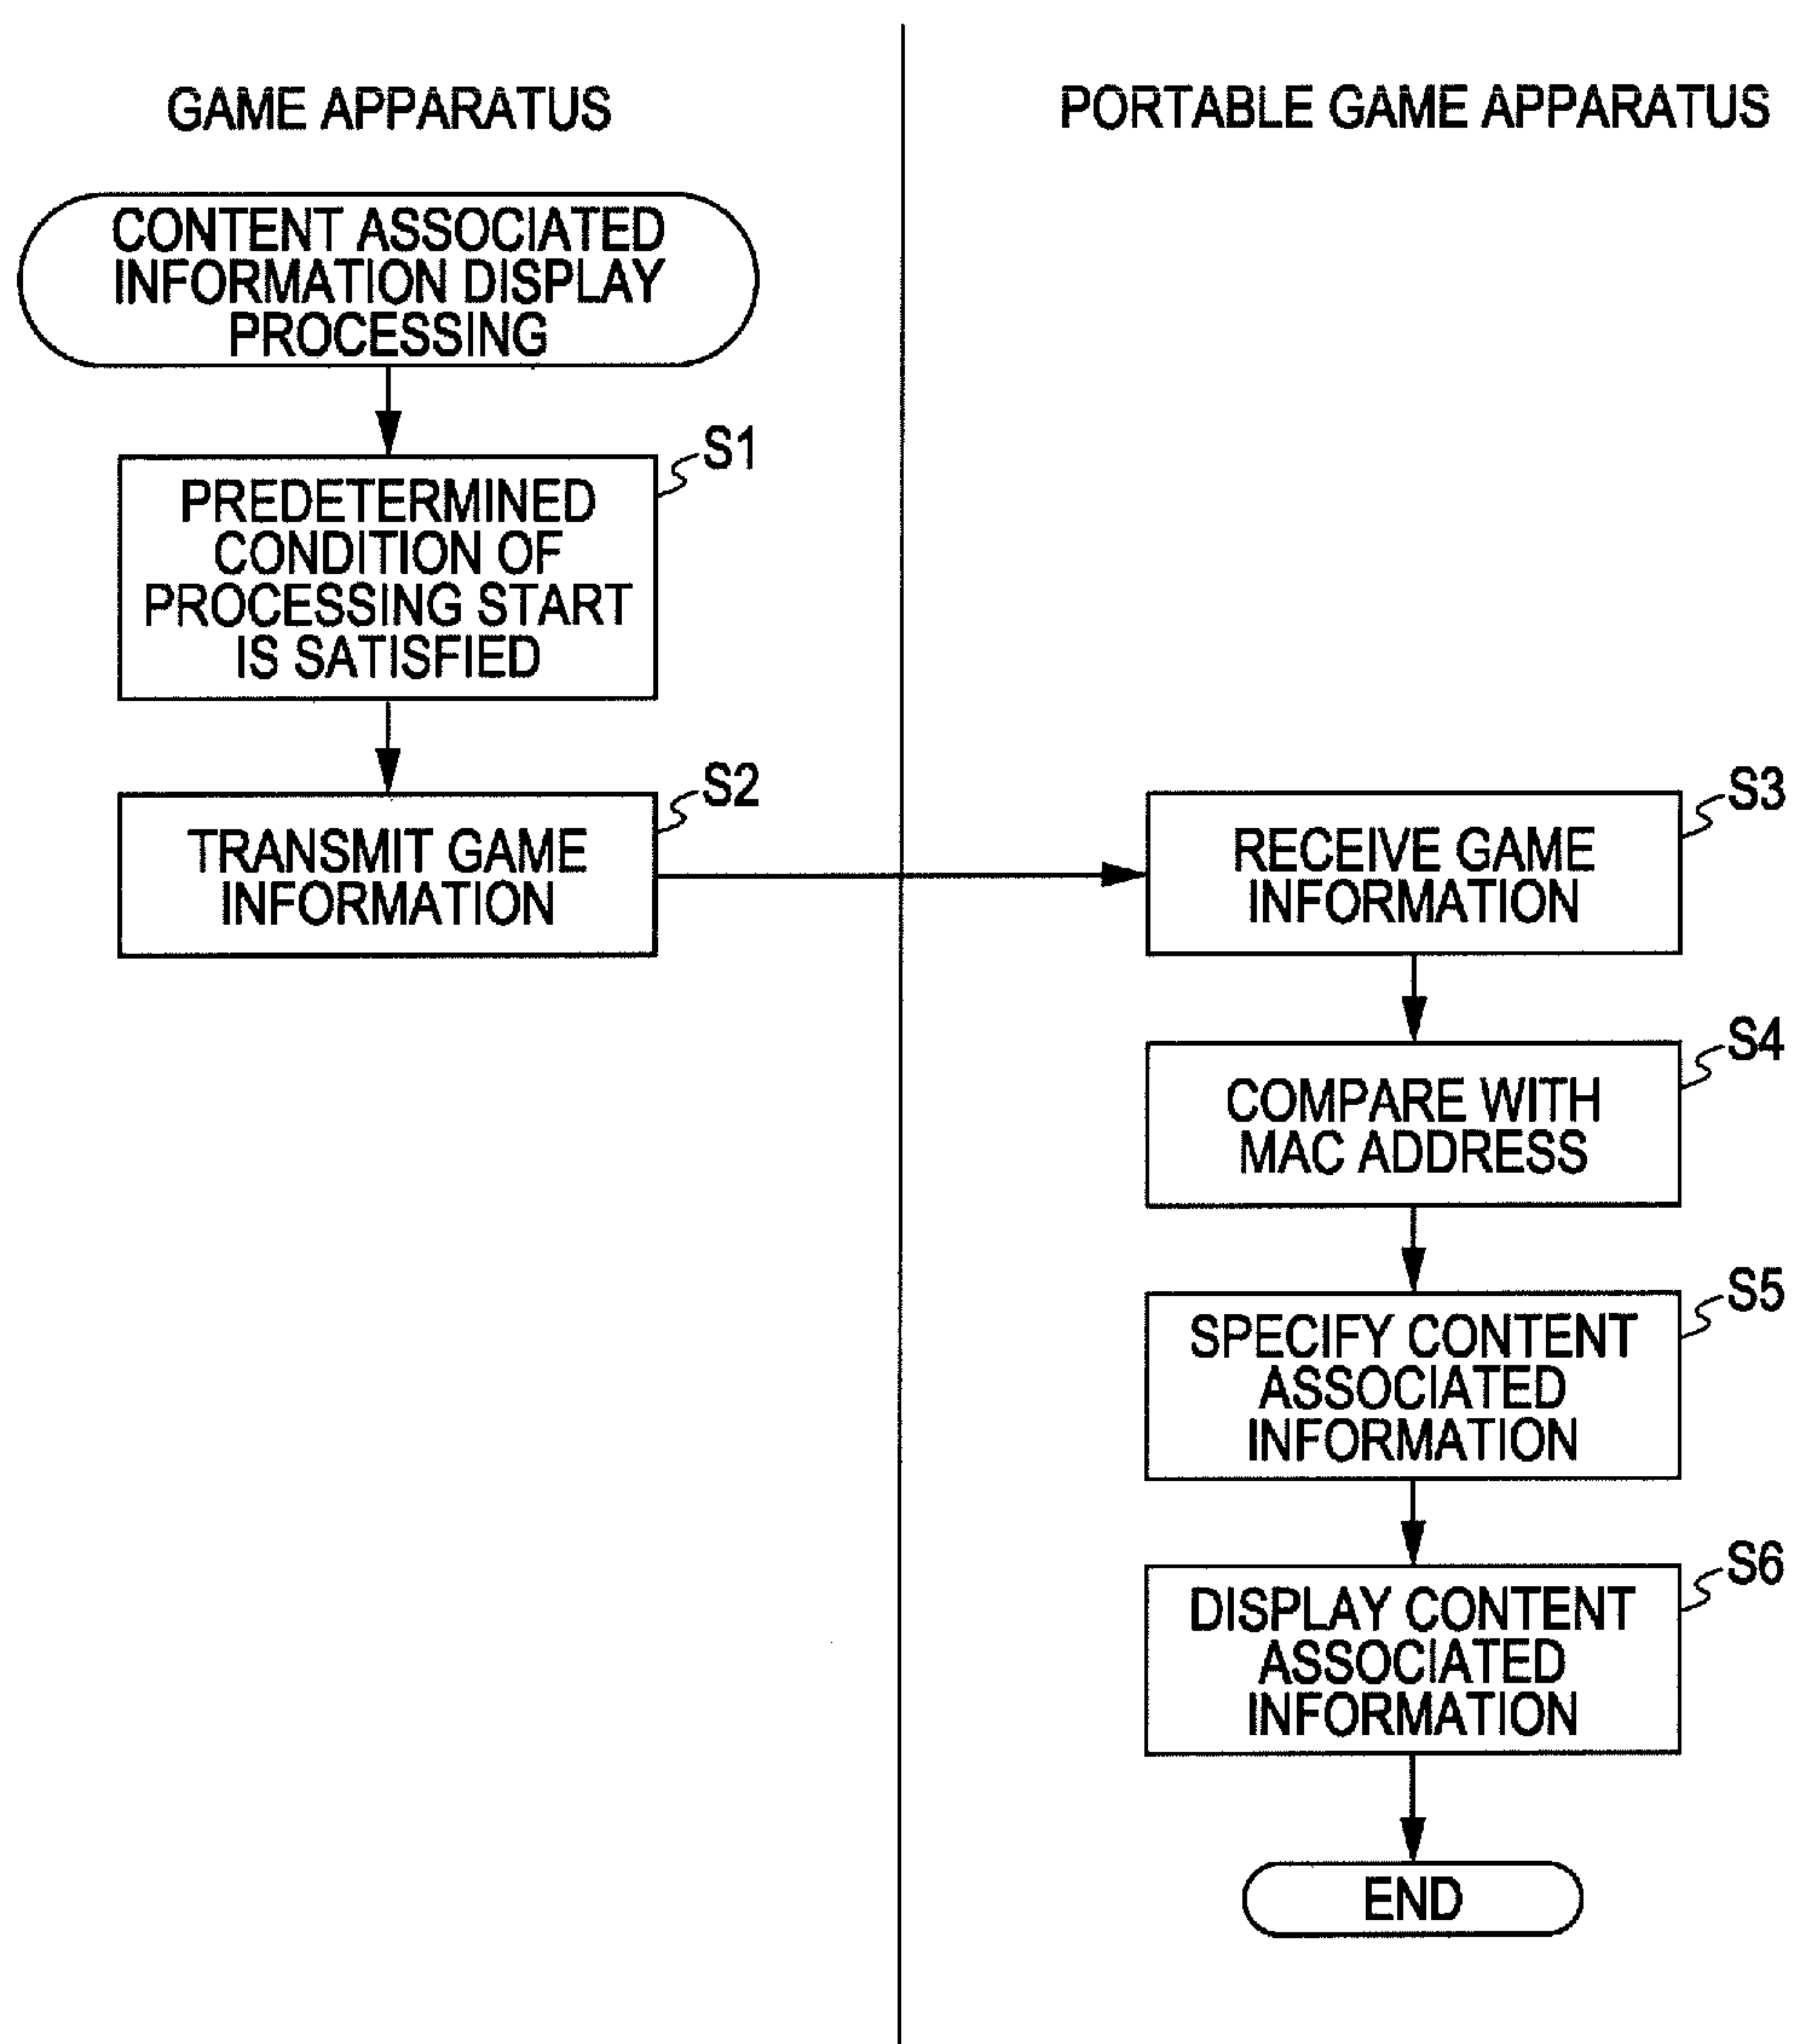 GAME APPARATUS
CONTENT ASSOCIATED
INFORMATION DISPLAY
PROCESSING
S1
PREDETERMINED
CONDITION OF
PROCESSING START
IS SATISFIED
S2
TRANSMIT GAME
INFORMATION
PORTABLE GAME APPARATUS
S3
RECEIVE GAME
INFORMATION
S4
COMPARE WITH
MAC ADDRESS
S5
SPECIFY CONTENT
ASSOCIATED
INFORMATION
S6
DISPLAY CONTENT
ASSOCIATED
INFORMATION
END